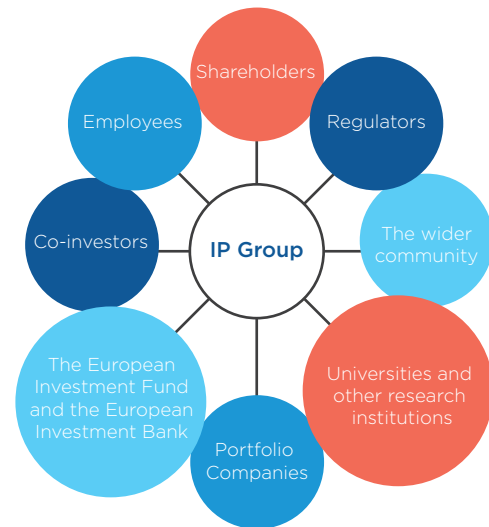 Shareholders
Employees
Regulators
Co-investors
IP Group
The wider
community
The European
Investment Fund
and the European
Investment Bank
Universities and
other research
institutions
Portfolio
Companies